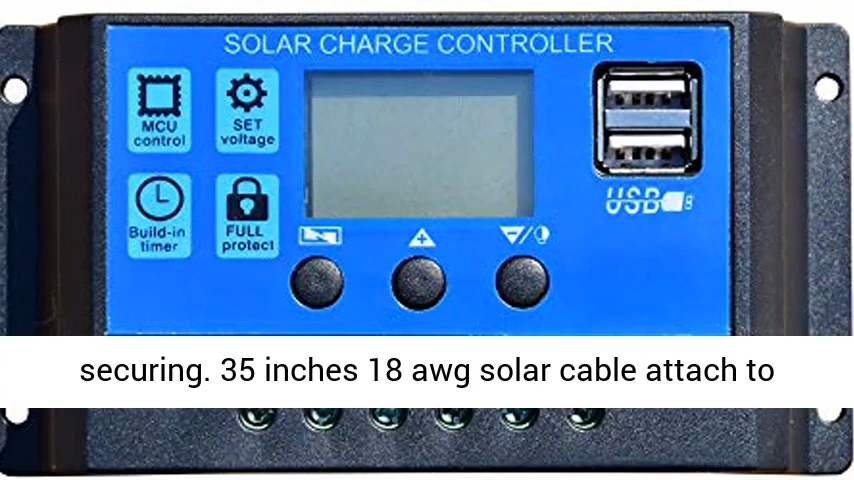 SOLAR CHARGE CONTROLLER
MCU
control
SET
voltage
Build-in
timer
FULL
protect
USB
securing. 35 inches 18 awg solar cable attach to